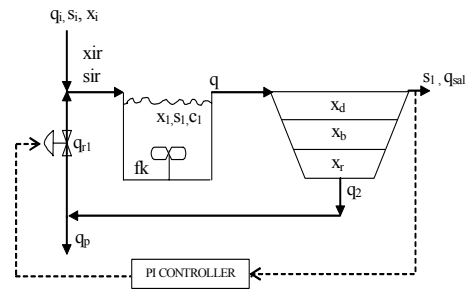 qi, si, xi
xir
sir
q
s1, qsal
x1,s1,c1
xd
xb
xr
fk
qr1
q2
qp
PI CONTROLLER